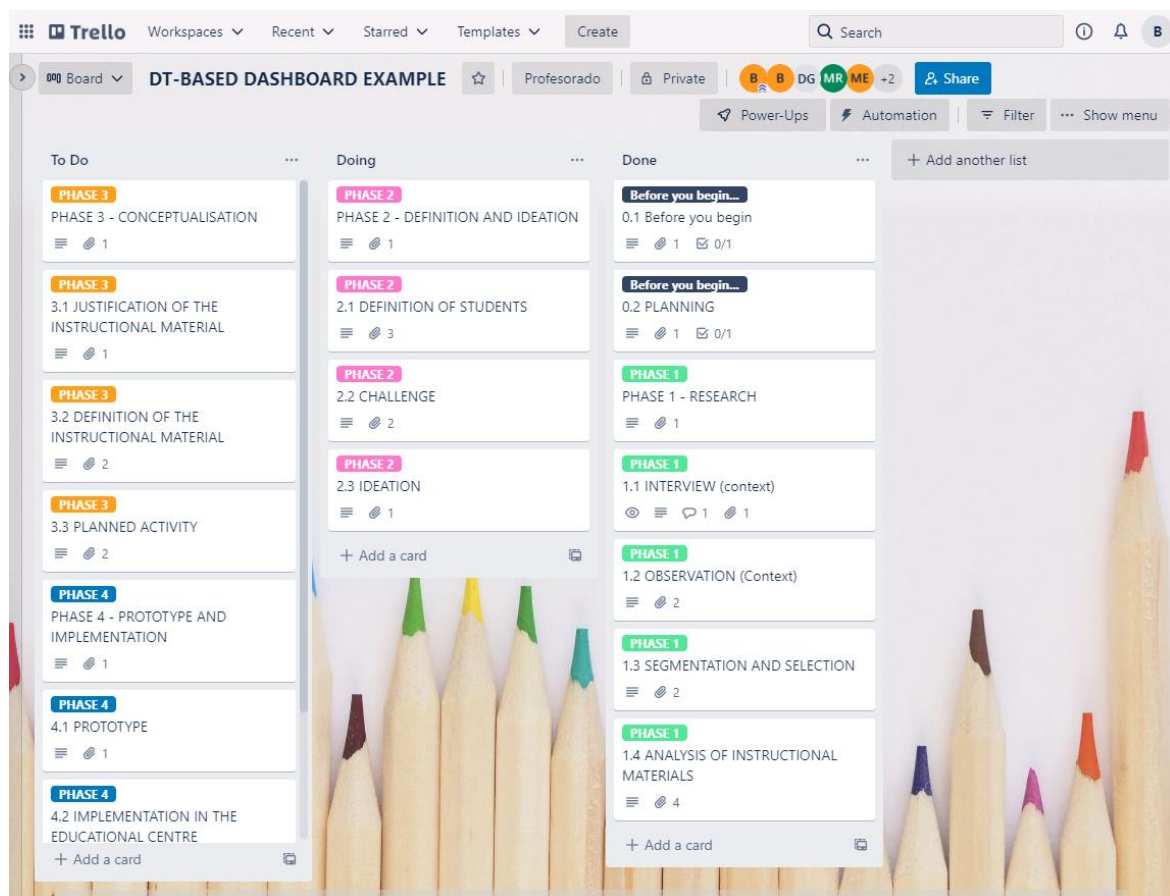 Trello Workspaces Recent Starred Templates Create Search B
Board DT-BASED DASHBOARD EXAMPLE Profesorado Private B B DG MR ME +2 Share
Power-Ups Automation Filter ... Show menu
To Do ...
PHASE 3
PHASE 3 - CONCEPTUALISATION
1
PHASE 3
3.1 JUSTIFICATION OF THE
INSTRUCTIONAL MATERIAL
1
PHASE 3
3.2 DEFINITION OF THE
INSTRUCTIONAL MATERIAL
2
PHASE 3
3.3 PLANNED ACTIVITY
2
PHASE 4
PHASE 4 - PROTOTYPE AND
IMPLEMENTATION
1
PHASE 4
4.1 PROTOTYPE
1
PHASE 4
4.2 IMPLEMENTATION IN THE
EDUCATIONAL CENTRE
+ Add a card
Doing ...
PHASE 2
PHASE 2 - DEFINITION AND IDEATION
1
PHASE 2
2.1 DEFINITION OF STUDENTS
3
PHASE 2
2.2 CHALLENGE
2
PHASE 2
2.3 IDEATION
1
+ Add a card
Done ...
Before you begin...
0.1 Before you begin
1 0/1
Before you begin...
0.2 PLANNING
1 0/1
PHASE 1
PHASE 1 - RESEARCH
1
PHASE 1
1.1 INTERVIEW (context)
1 1
PHASE 1
1.2 OBSERVATION (Context)
2
PHASE 1
1.3 SEGMENTATION AND SELECTION
2
PHASE 1
1.4 ANALYSIS OF INSTRUCTIONAL
MATERIALS
4
+ Add a card
+ Add another list